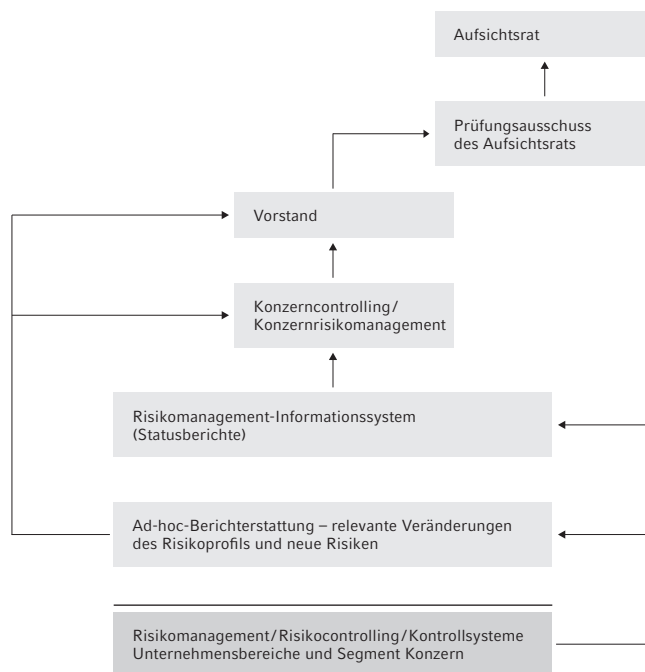 Aufsichtsrat
Prüfungsausschuss
des Aufsichtsrats
Vorstand
Konzerncontrolling/
Konzernrisikomanagement
Risikomanagement-Informationssystem
(Statusberichte)
Ad-hoc-Berichterstattung – relevante Veränderungen
des Risikoprofils und neue Risiken
Risikomanagement/Risikocontrolling/Kontrollsysteme
Unternehmensbereiche und Segment Konzern